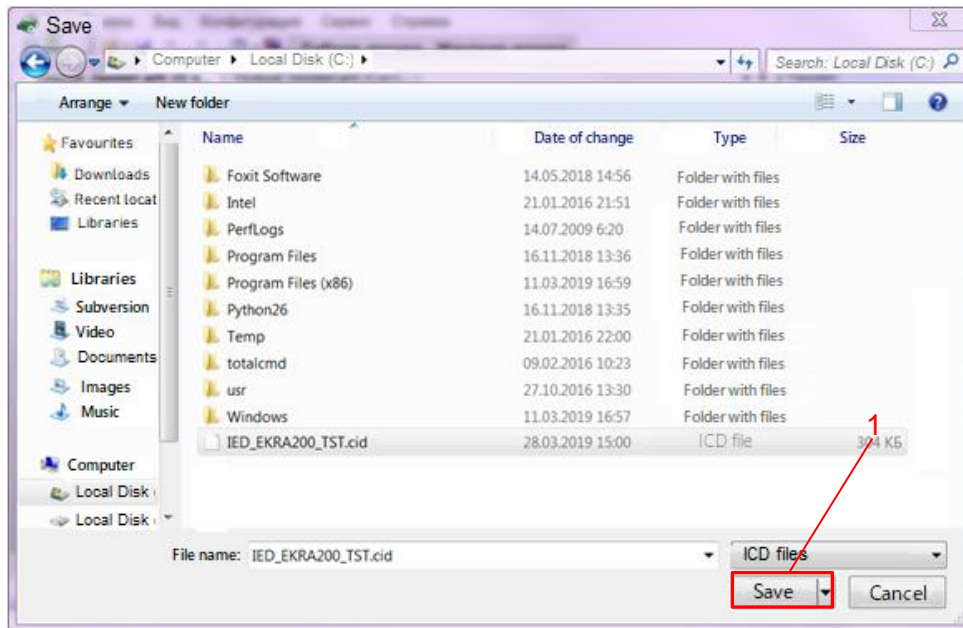 Save
Computer Local Disk (C:)
Search: Local Disk (C:)
Arrange New folder
Name Date of change Type Size
Favourites
Downloads
Recent locat
Libraries
Libraries
Subversion
Video
Documents
Images
Music
Computer
Local Disk
Local Disk
Foxit Software 14.05.2018 14:56 Folder with files
Intel 21.01.2016 21:51 Folder with files
PerfLogs 14.07.2009 6:20 Folder with files
Program Files 16.11.2018 13:36 Folder with files
Program Files (x86) 11.03.2019 16:59 Folder with files
Python26 16.11.2018 13:35 Folder with files
Temp 21.01.2016 22:00 Folder with files
totalcmd 09.02.2016 10:23 Folder with files
usr 27.10.2016 13:30 Folder with files
Windows 11.03.2019 16:57 Folder with files
IED_EKRA200_TST.cid 28.03.2019 15:00 ICD file 304 КБ
1
File name: IED_EKRA200_TST.cid ICD files
Save Cancel